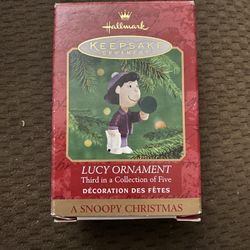 Hallmark
KEEPSAKE
ORNAMENT
LUCY ORNAMENT
Third in a Collection of Five
DÉCORATION DES FÊTES
A SNOOPY CHRISTMAS